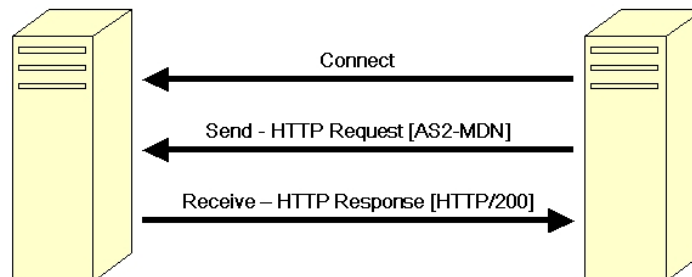 Connect
Send - HTTP Request [AS2-MDN]
Receive – HTTP Response [HTTP/200]